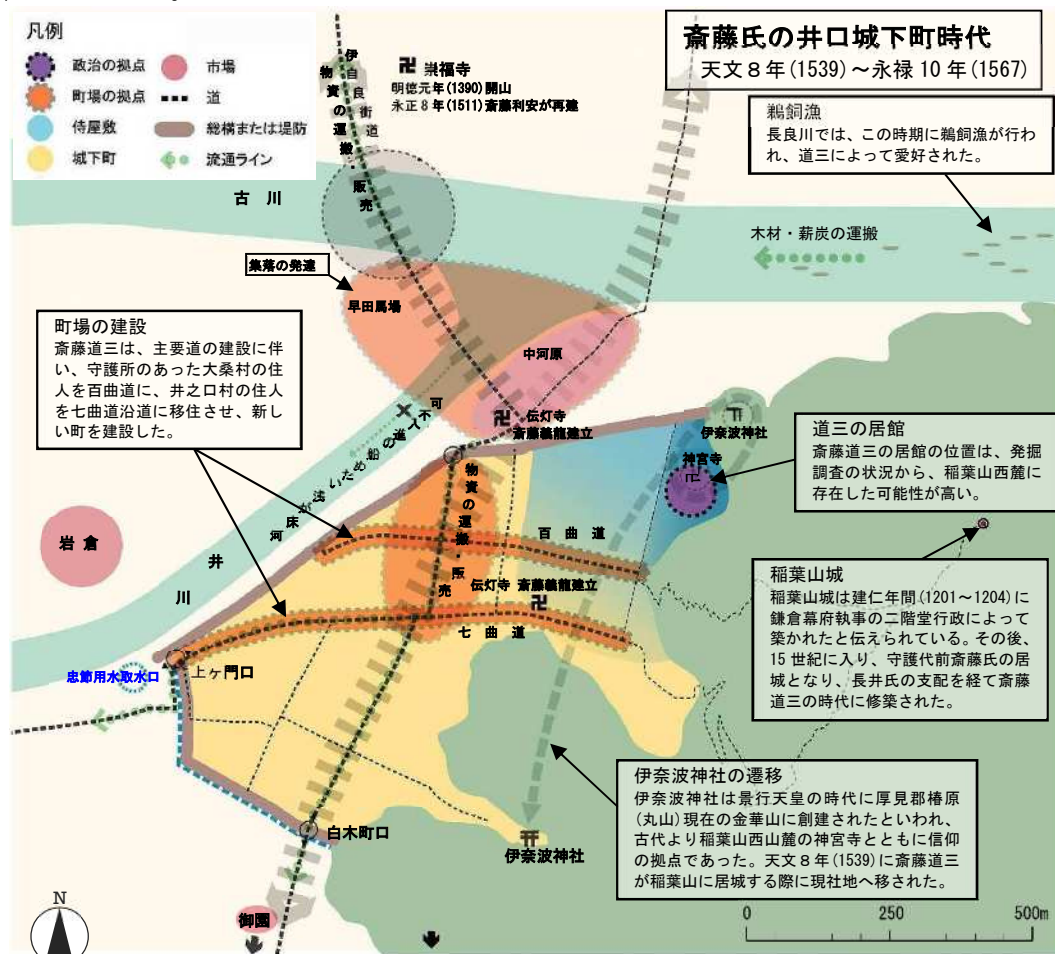 斎藤氏の井口城下町時代
天文８年(1539)～永禄 10 年(1567)
凡例
政治の拠点
市場
町場の拠点
道
侍屋敷
総構または堤防
城下町
流通ライン
伊自良街道
物資の運搬・販売
卍 崇福寺
明徳元年(1390)開山
永正８年(1511)斎藤利安が再建
鵜飼漁
長良川では、この時期に鵜飼漁が行わ
れ、道三によって愛好された。
古川
木材・薪炭の運搬
集落の発達
早田馬場
中河原
町場の建設
斎藤道三は、主要道の建設に伴
い、守護所のあった大桑村の住
人を百曲道に、井之口村の住人
を七曲道沿道に移住させ、新し
い町を建設した。
卍 伝灯寺
斎藤義龍建立
河床が浅いため船の進入不可
伊奈波神社
神宮寺
卍
道三の居館
斎藤道三の居館の位置は、発掘
調査の状況から、稲葉山西麓に
存在した可能性が高い。
岩倉
井川
物資の運搬・販売
百曲道
伝灯寺 斎藤義龍建立
卍
七曲道
稲葉山城
稲葉山城は建仁年間(1201～1204)に
鎌倉幕府執事の二階堂行政によって
築かれたと伝えられている。その後、
15 世紀に入り、守護代前斎藤氏の居
城となり、長井氏の支配を経て斎藤
道三の時代に修築された。
忠節用水取水口
上ヶ門口
伊奈波神社の遷移
伊奈波神社は景行天皇の時代に厚見郡椿原
(丸山)現在の金華山に創建されたといわれ、
古代より稲葉山西山麓の神宮寺とともに信仰
の拠点であった。天文８年(1539)に斎藤道三
が稲葉山に居城する際に現社地へ移された。
白木町口
伊奈波神社
御園
N
0
250
500m